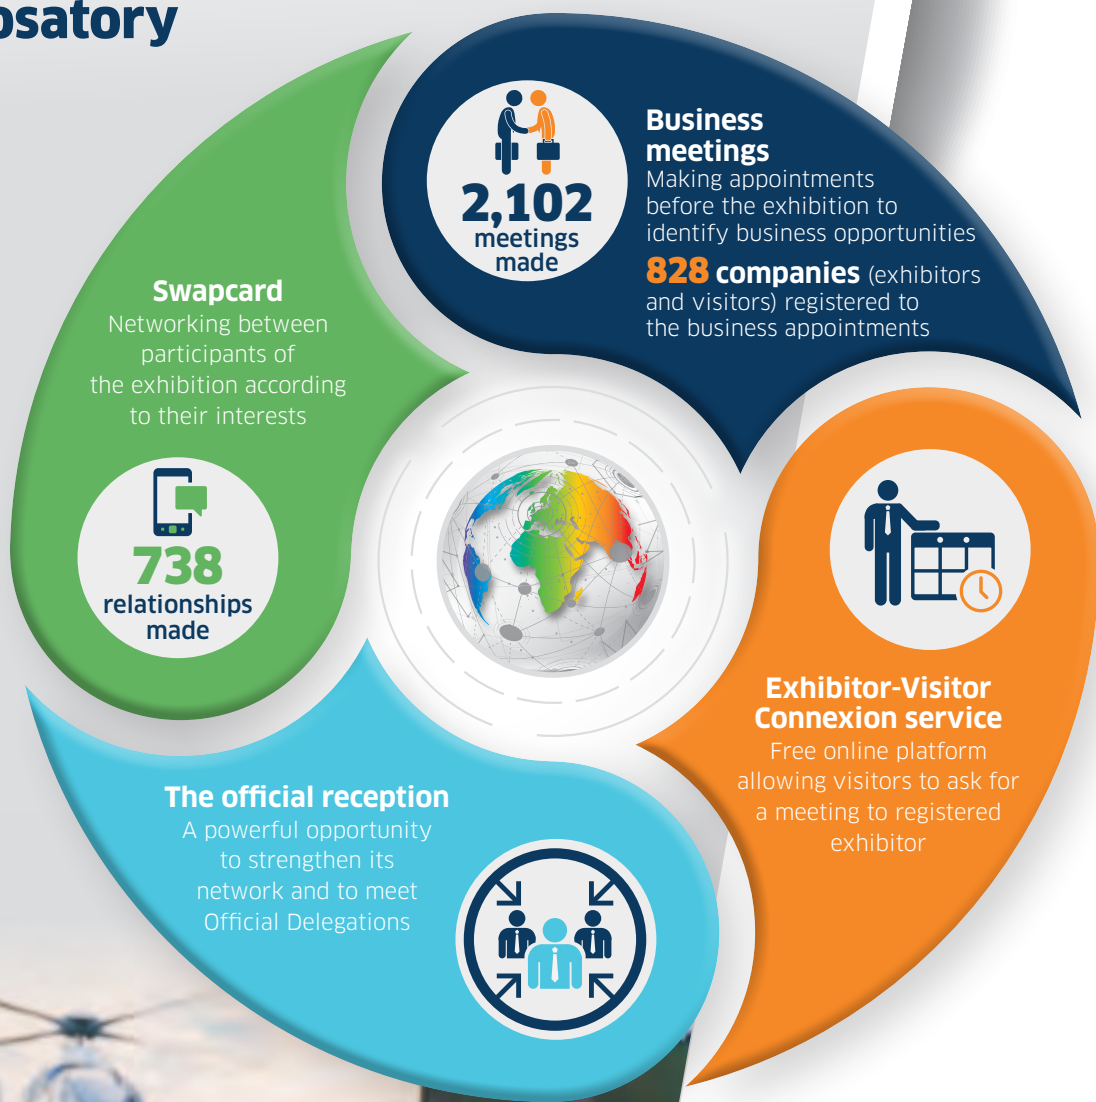 osatory
2,102
meetings
made
Business
meetings
Making appointments
before the exhibition to
identify business opportunities
828 companies (exhibitors
and visitors) registered to
the business appointments
Swapcard
Networking between
participants of
the exhibition according
to their interests
738
relationships
made
Exhibitor-Visitor
Connexion service
Free online platform
allowing visitors to ask for
a meeting to registered
exhibitor
The official reception
A powerful opportunity
to strengthen its
network and to meet
Official Delegations